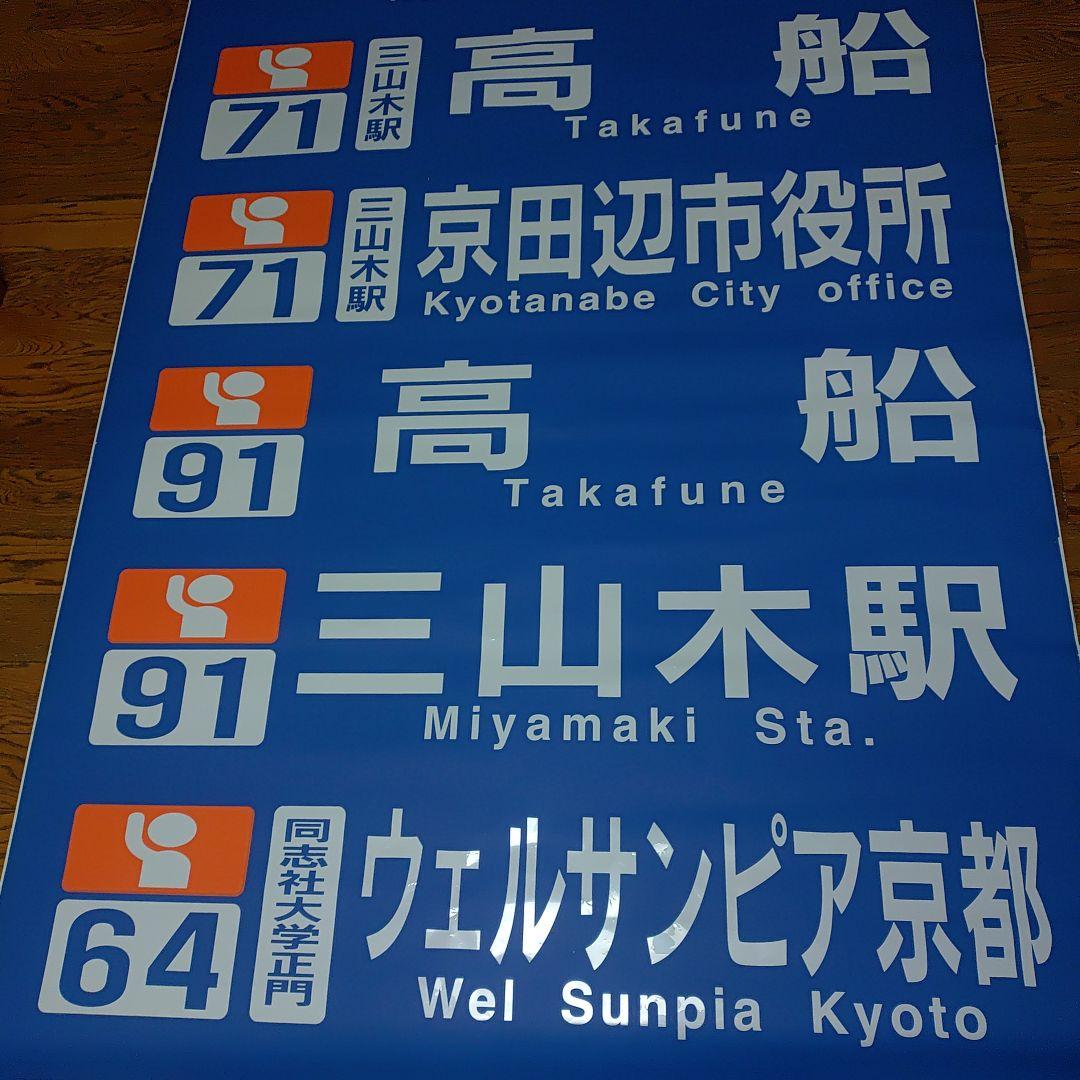 71 三山木駅 高船
Takafune
71 三山木駅 京田辺市役所
Kyotanabe City office
91 高船
Takafune
91 三山木駅
Miyamaki Sta.
64 同志社大学正門 ウェルサンピア京都
Wel Sunpia Kyoto